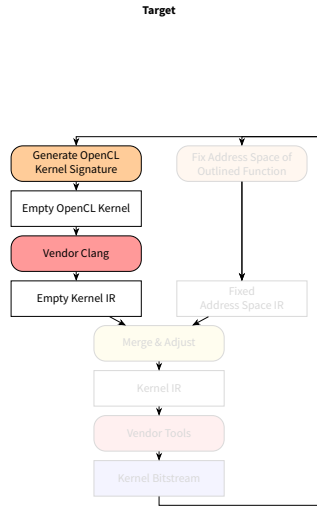 Target
Generate OpenCL
Kernel Signature
Fix Address Space of
Outlined Function
Empty OpenCL Kernel
Vendor Clang
Empty Kernel IR
Fixed
Address Space IR
Merge & Adjust
Kernel IR
Vendor Tools
Kernel Bitstream